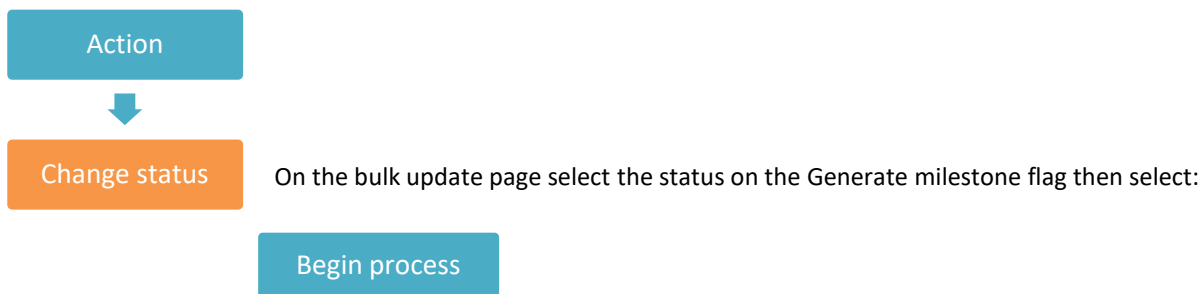 Action
Change status
On the bulk update page select the status on the Generate milestone flag then select:
Begin process